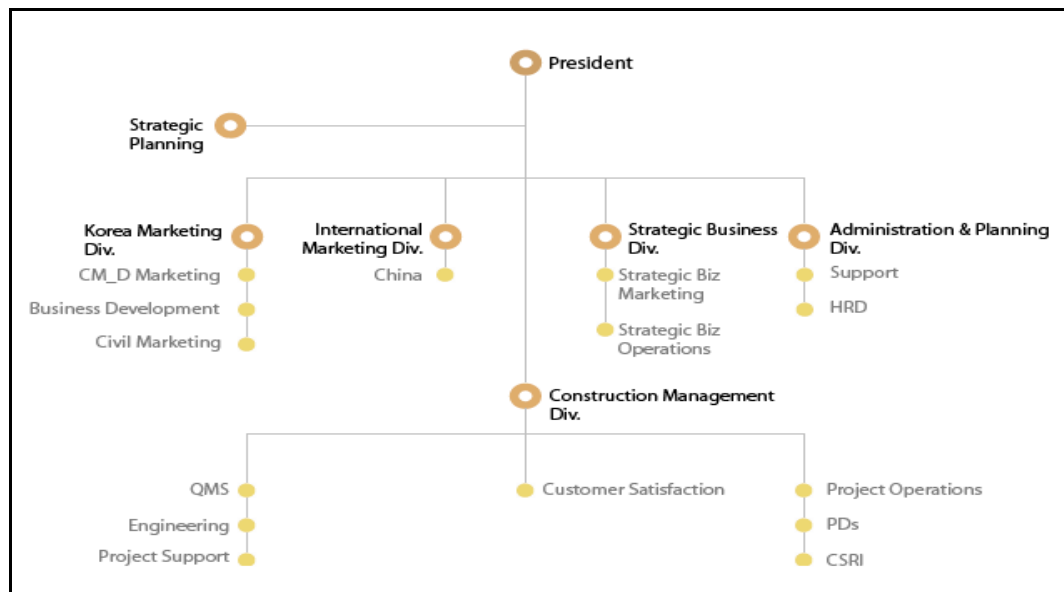 President
Strategic
Planning
Korea Marketing
Div.
CM_D Marketing
Business Development
Civil Marketing
International
Marketing Div.
China
Strategic Business
Div.
Strategic Biz
Marketing
Strategic Biz
Operations
Administration & Planning
Div.
Support
HRD
Construction Management
Div.
QMS
Engineering
Project Support
Customer Satisfaction
Project Operations
PDs
CSRI